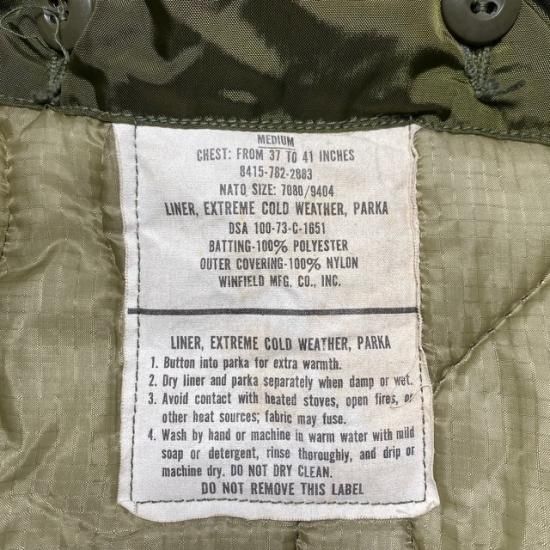 MEDIUM
CHEST: FROM 37 TO 41 INCHES
8415-782-2883
NATO SIZE: 7080/9404
LINER, EXTREME COLD WEATHER, PARKA
DSA 100-73-C-1651
BATTING-100% POLYESTER
OUTER COVERING-100% NYLON
WINFIELD MFG. CO., INC.
LINER, EXTREME COLD WEATHER, PARKA
1. Button into parka for extra warmth.
2. Dry liner and parka separately when damp or wet.
3. Avoid contact with heated stoves, open fires, or
other heat sources; fabric may fuse.
4. Wash by hand or machine in warm water with mild
soap or detergent, rinse thoroughly, and drip or
machine dry. DO NOT DRY CLEAN.
DO NOT REMOVE THIS LABEL